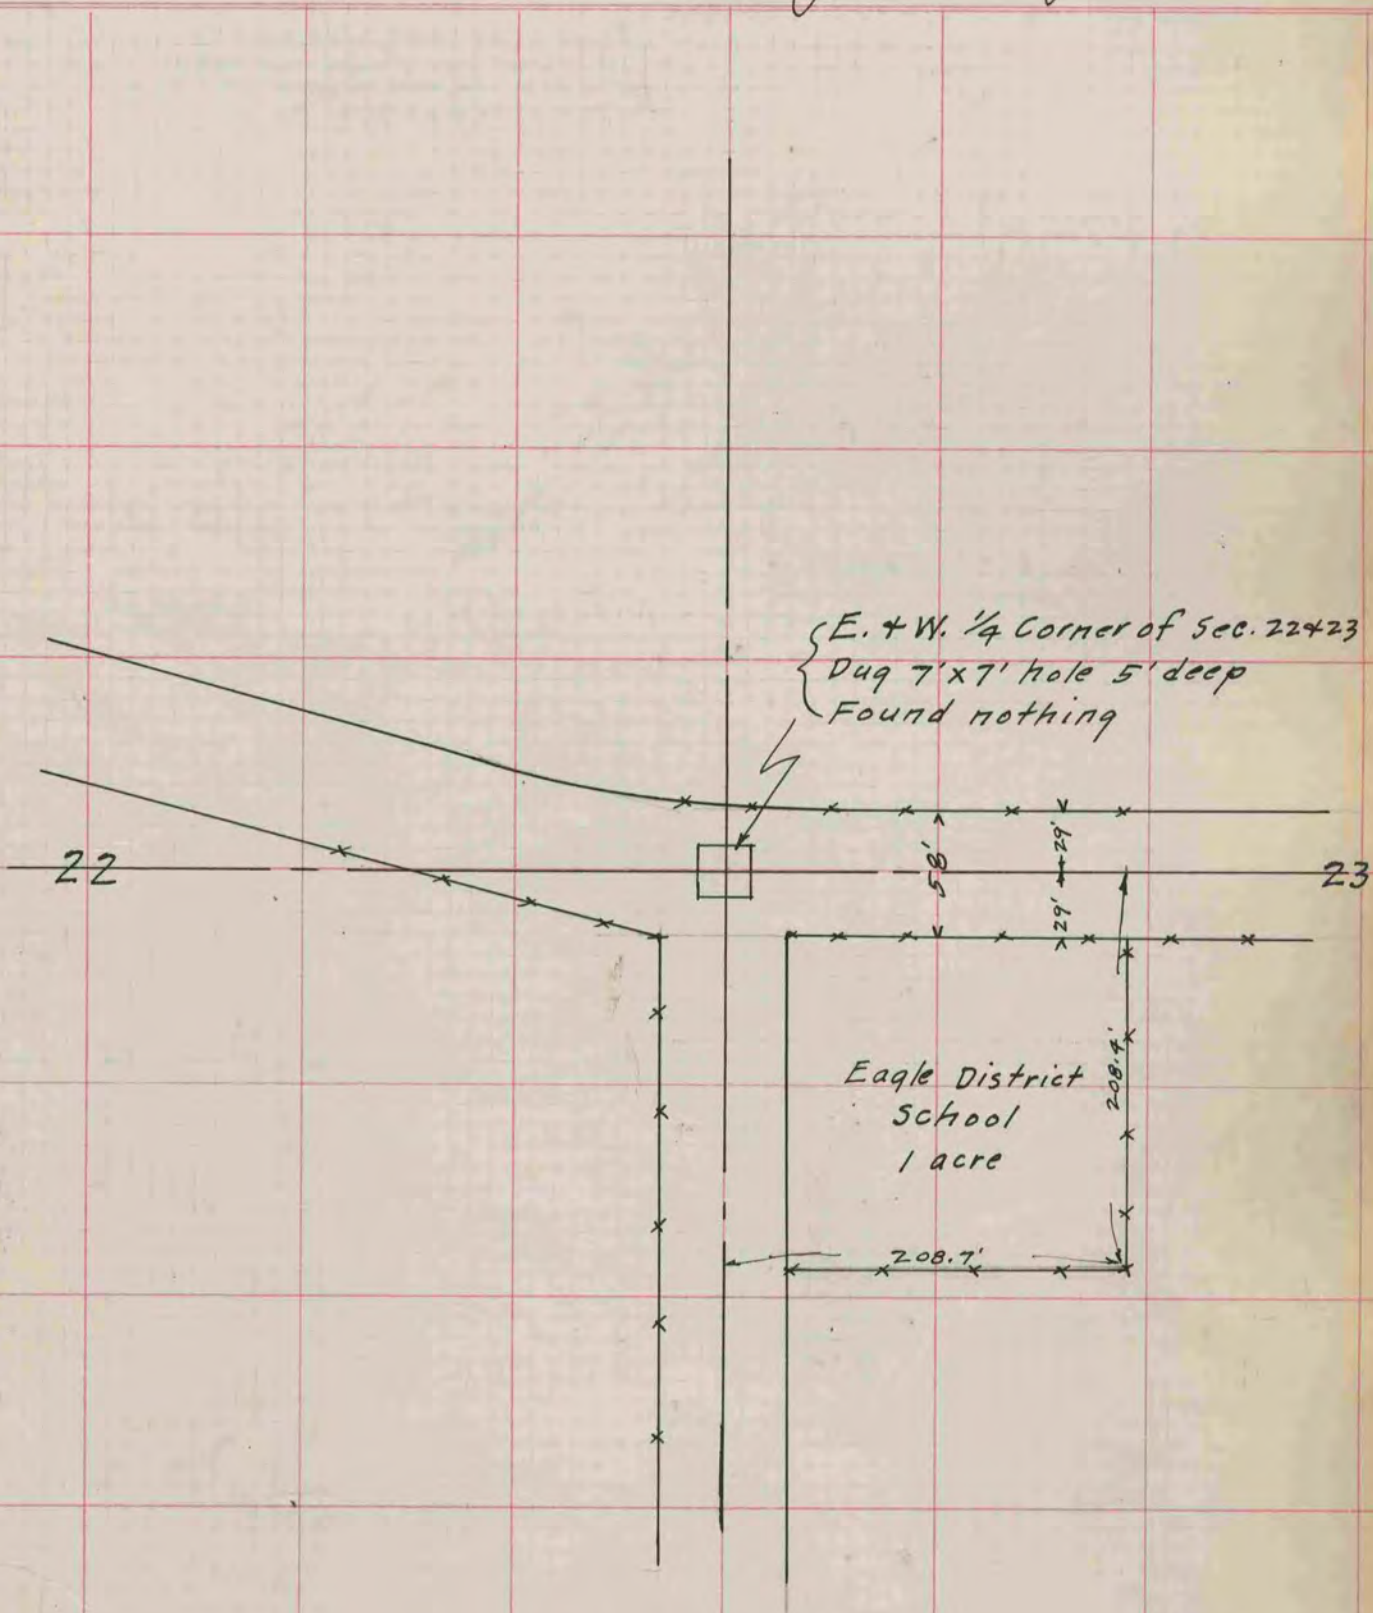 E. + W. 1/4 Corner of Sec. 22+23
Dug 7' x 7' hole 5' deep
Found nothing
22
58'
29'
29'
23
Eagle District
School
1 acre
208.4'
208.7'